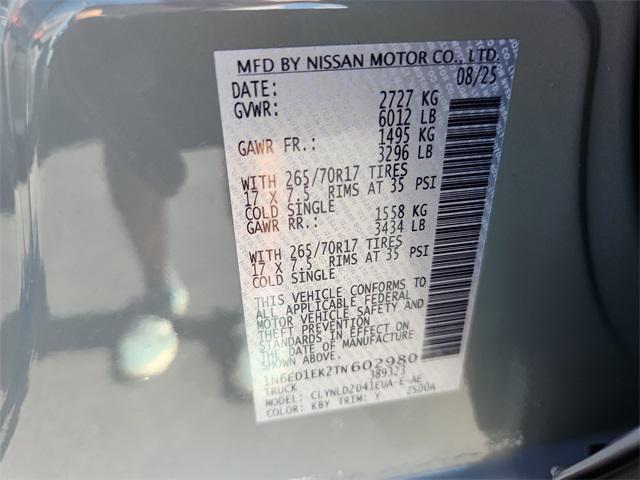 MFD BY NISSAN MOTOR CO., LTD.
DATE: 08/25
GVWR: 2727 KG
6012 LB
GAWR FR.: 1495 KG
3296 LB
WITH 265/70R17 TIRES
17 X 7.5 RIMS AT 35 PSI
COLD SINGLE
GAWR RR.: 1558 KG
3434 LB
WITH 265/70R17 TIRES
17 X 7.5 RIMS AT 35 PSI
COLD SINGLE
THIS VEHICLE CONFORMS TO
ALL APPLICABLE FEDERAL
MOTOR VEHICLE SAFETY AND
THEFT PREVENTION
STANDARDS IN EFFECT ON
THE DATE OF MANUFACTURE
SHOWN ABOVE.
1N6ED1EK2TN602980
TRUCK 389323
MODEL: CLYNLD2041EUA-E-AE
COLOR: KBY TRIM: Y 2500A